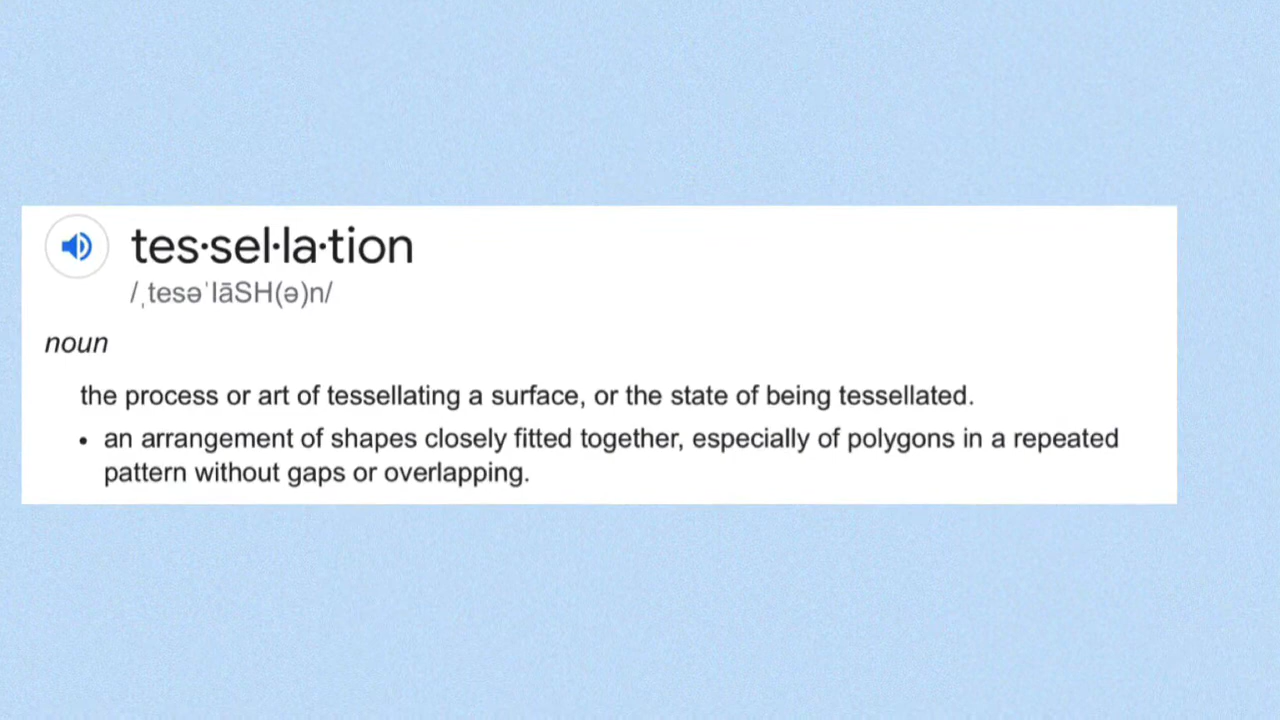 tes·sel·la·tion
/ˌtesəˈlāSH(ə)n/
noun
the process or art of tessellating a surface, or the state of being tessellated.
• an arrangement of shapes closely fitted together, especially of polygons in a repeated
pattern without gaps or overlapping.